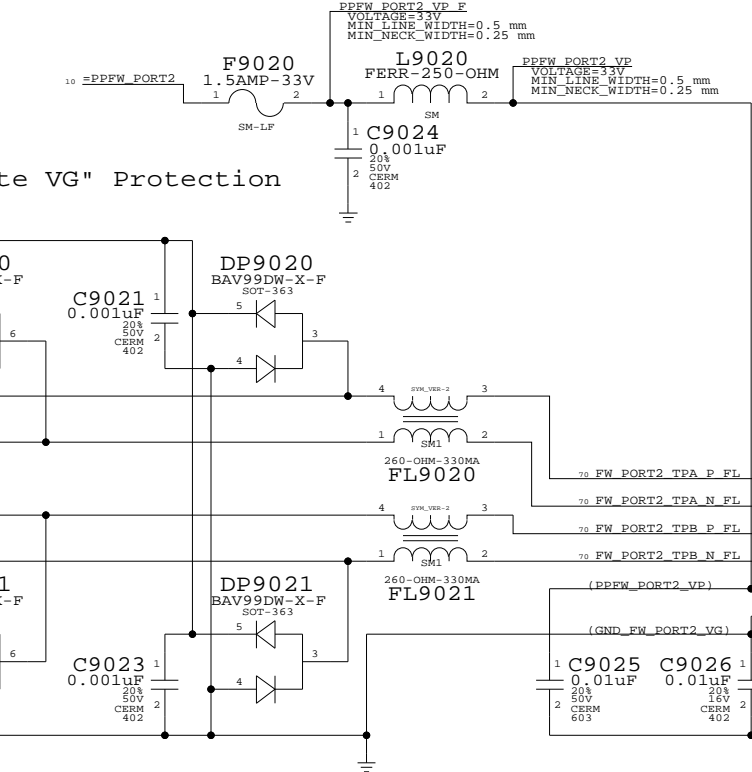 PPFW_PORT2_VP_F
VOLTAGE=33V
MIN_LINE_WIDTH=0.5 mm
MIN_NECK_WIDTH=0.25 mm
F9020
1.5AMP-33V
10 =PPFW_PORT2
1 2
SM-LF
L9020
FERR-250-OHM
1 2
SM
PPFW_PORT2_VP
VOLTAGE=33V
MIN_LINE_WIDTH=0.5 mm
MIN_NECK_WIDTH=0.25 mm
1
C9024
0.001uF
20%
50V
CERM
402
2
te VG" Protection
0
X-F
6
C9021
0.001uF
20%
50V
CERM
402
1
2
DP9020
BAV99DW-X-F
SOT-363
5
3
4
4 SYM_VER-2 3
1 SM1 2
260-OHM-330MA
FL9020
70 FW_PORT2_TPA_P_FL
70 FW_PORT2_TPA_N_FL
4 SYM_VER-2 3
70 FW_PORT2_TPB_P_FL
1 SM1 2
70 FW_PORT2_TPB_N_FL
260-OHM-330MA
FL9021
1
X-F
6
DP9021
BAV99DW-X-F
SOT-363
5
3
4
C9023
0.001uF
20%
50V
CERM
402
1
2
(PPFW_PORT2_VP)
(GND_FW_PORT2_VG)
1
C9025
0.01uF
20%
50V
CERM
603
2
C9026
0.01uF
20%
16V
CERM
402
1
2